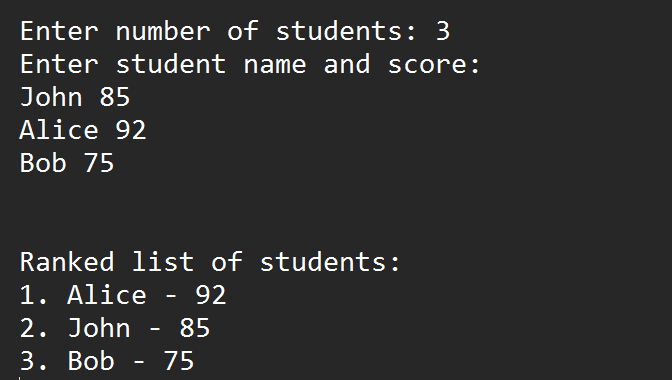 Enter number of students: 3
Enter student name and score:
John 85
Alice 92
Bob 75
Ranked list of students:
1. Alice - 92
2. John - 85
3. Bob - 75